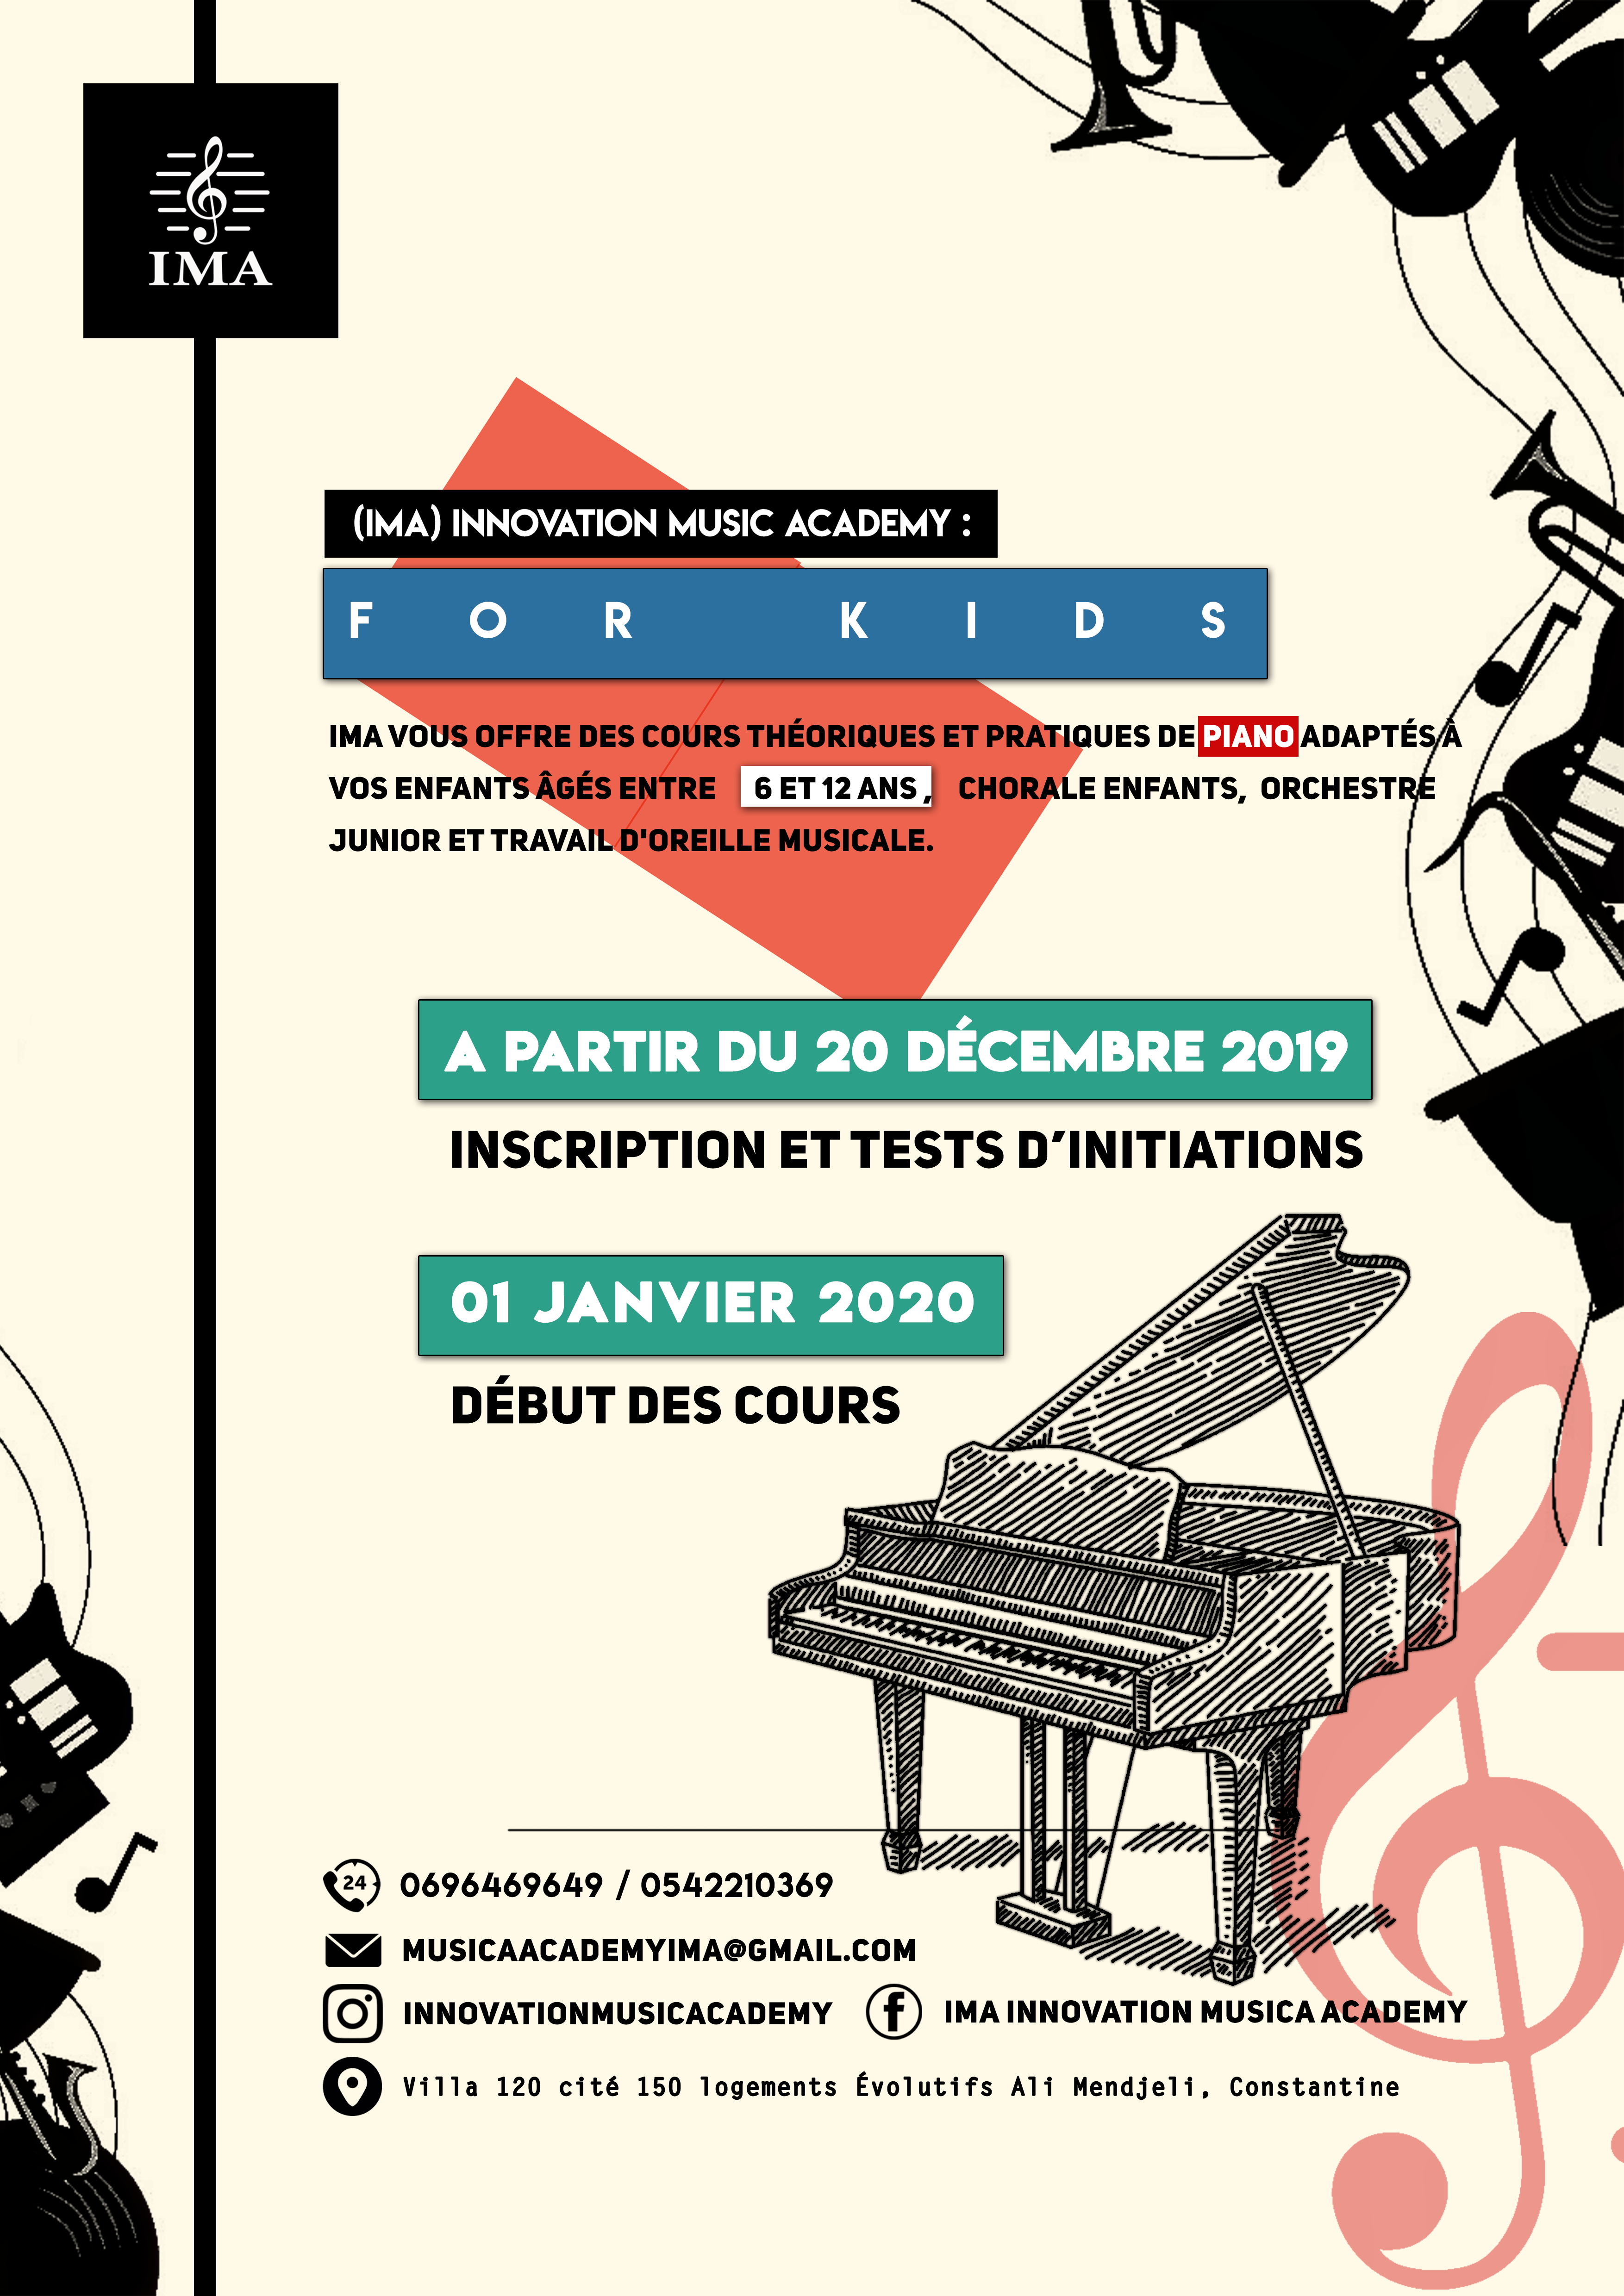 IMA
(IMA) INNOVATION MUSIC ACADEMY :
FOR KIDS
IMA VOUS OFFRE DES COURS THÉORIQUES ET PRATIQUES DE PIANO ADAPTÉS À
VOS ENFANTS ÂGÉS ENTRE 6 ET 12 ANS , CHORALE ENFANTS, ORCHESTRE
JUNIOR ET TRAVAIL D'OREILLE MUSICALE.
A PARTIR DU 20 DÉCEMBRE 2019
INSCRIPTION ET TESTS D’INITIATIONS
01 JANVIER 2020
DÉBUT DES COURS
24 0696469649 / 0542210369
MUSICAACADEMYIMA@GMAIL.COM
INNOVATIONMUSICACADEMY f IMA INNOVATION MUSICA ACADEMY
Villa 120 cité 150 logements Évolutifs Ali Mendjeli, Constantine